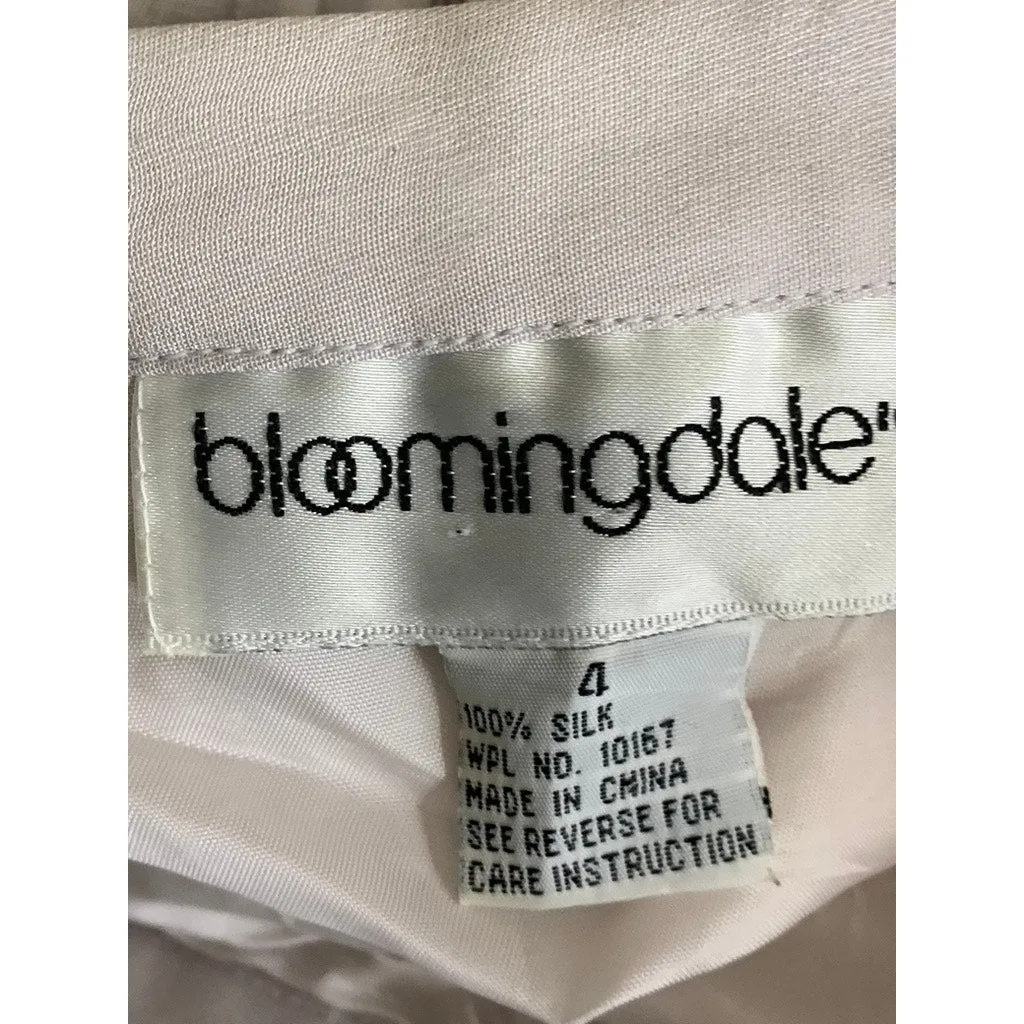 bloomingdale'
4
100% SILK
WPL NO. 10167
MADE IN CHINA
SEE REVERSE FOR
CARE INSTRUCTION